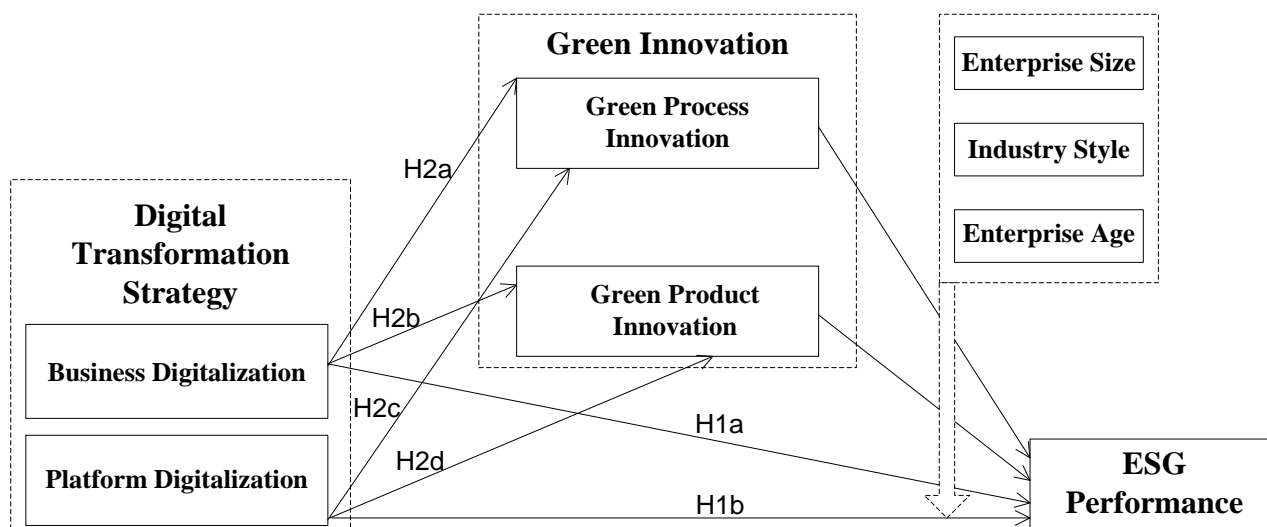 Green Innovation
Green Process
Innovation
Green Product
Innovation
Enterprise Size
Industry Style
Enterprise Age
Digital
Transformation
Strategy
Business Digitalization
Platform Digitalization
H2a
H2b
H2c
H2d
H1a
H1b
ESG
Performance